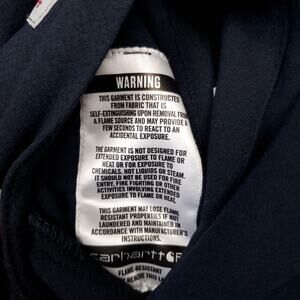 WARNING
THIS GARMENT IS CONSTRUCTED
FROM FABRIC THAT IS
SELF-EXTINGUISHING UPON REMOVAL FROM
A FLAME SOURCE AND MAY PROVIDE A
FEW SECONDS TO REACT TO AN
ACCIDENTAL EXPOSURE.
THE GARMENT IS NOT DESIGNED FOR
EXTENDED EXPOSURE TO FLAME OR
HEAT OR FOR EXPOSURE TO
CHEMICALS, HOT LIQUIDS OR STEAM.
IT SHOULD NOT BE USED FOR FIRE
ENTRY, FIRE FIGHTING OR OTHER
ACTIVITIES INVOLVING EXTENDED
EXPOSURE TO FLAME OR HEAT.
THIS GARMENT MAY LOSE FLAME
RESISTANT PROPERTIES IF NOT
LAUNDERED AND MAINTAINED IN
ACCORDANCE WITH MANUFACTURER'S
INSTRUCTIONS.
carhartt
FLAME-RESISTANT
REMOVE THIS